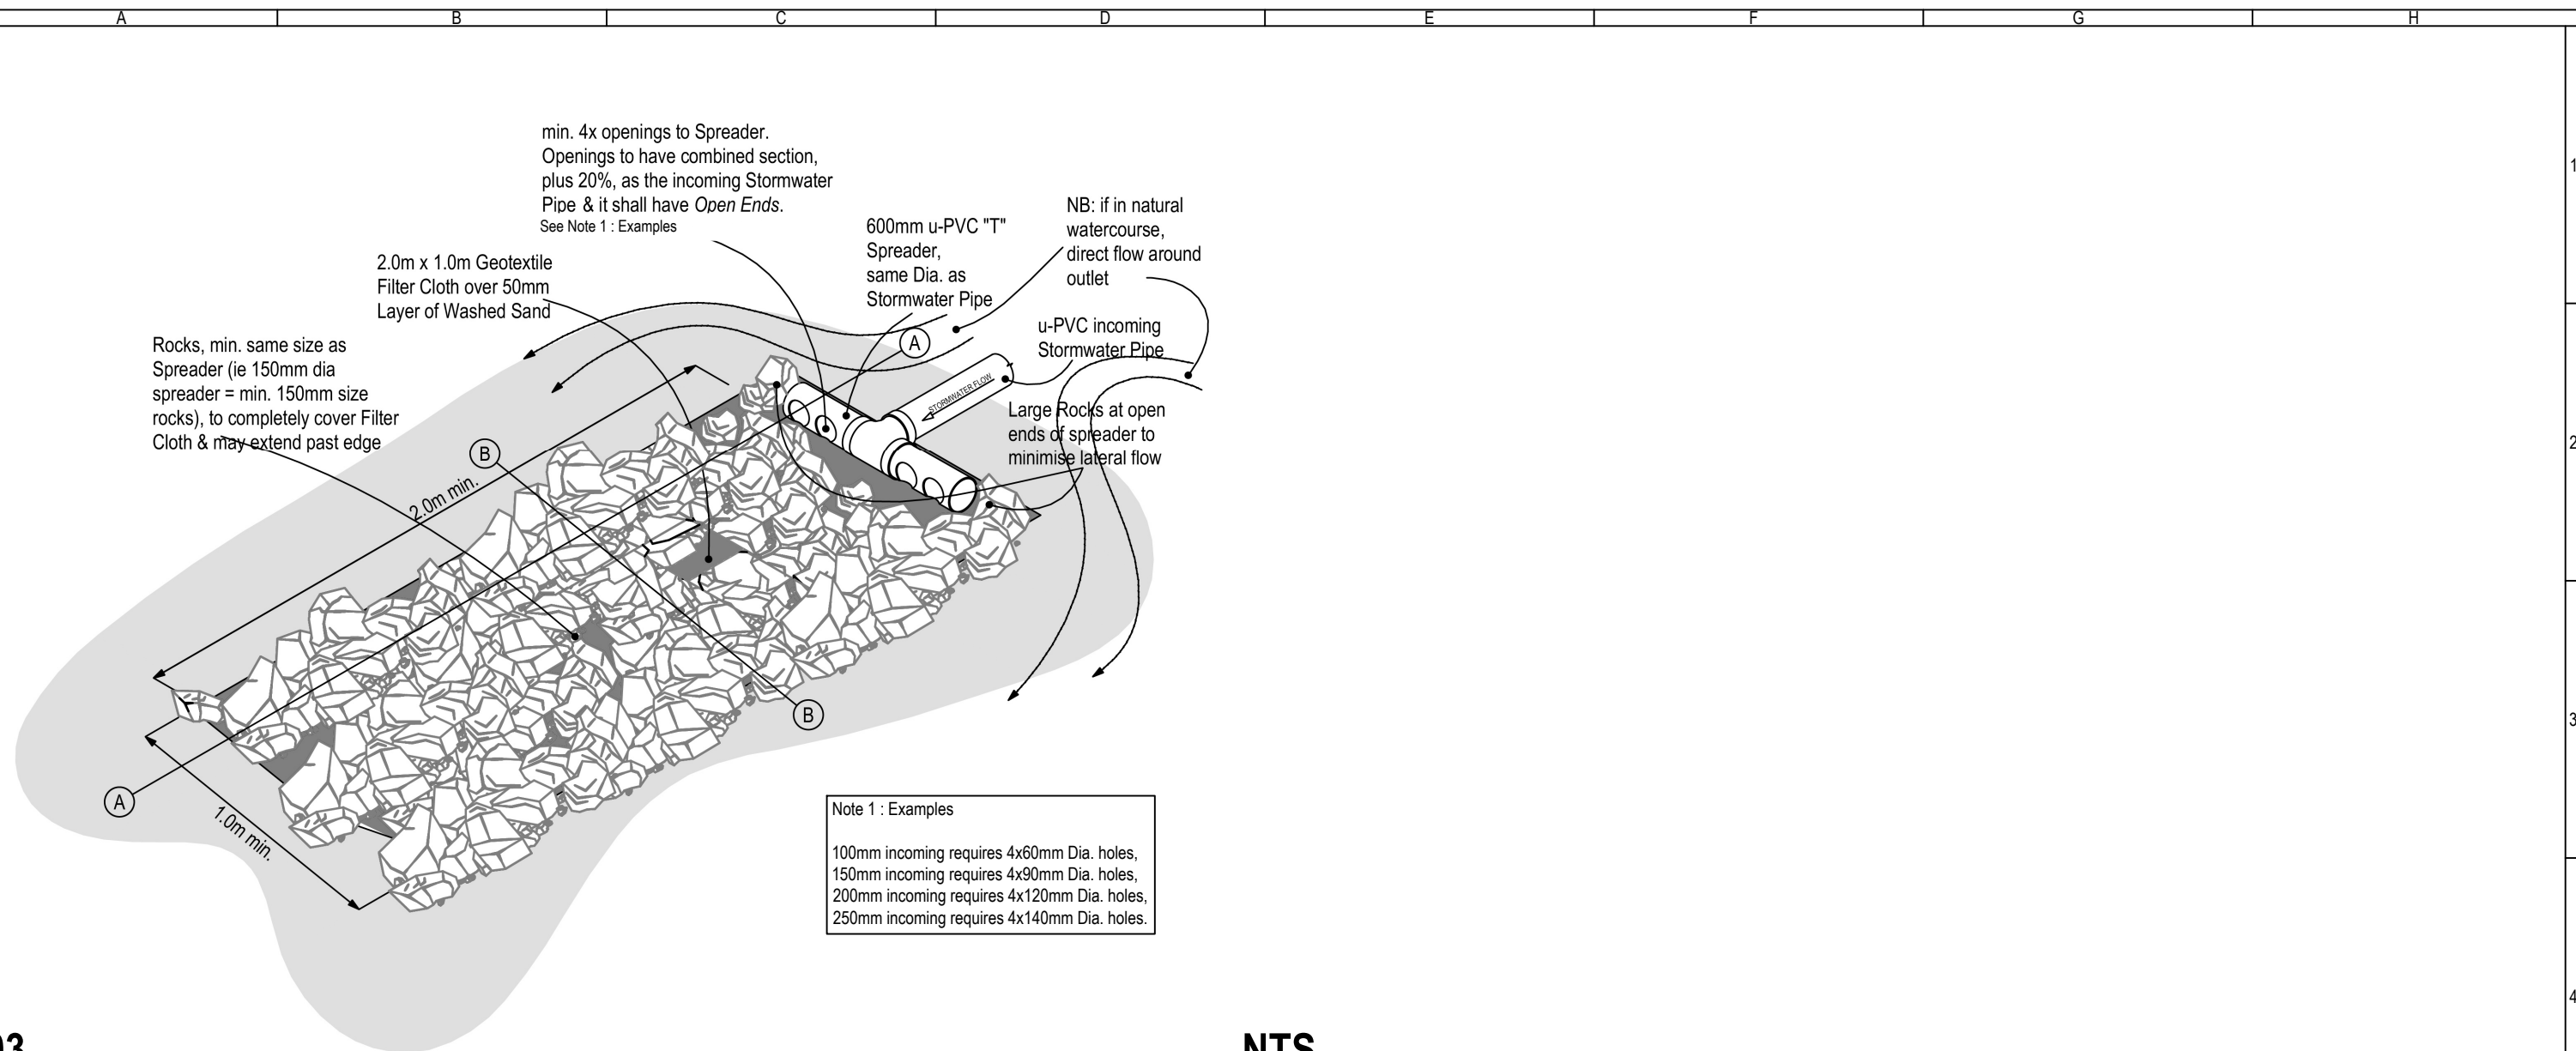 A B C D E F G H
min. 4x openings to Spreader.
Openings to have combined section,
plus 20%, as the incoming Stormwater
Pipe & it shall have Open Ends.
See Note 1 : Examples
600mm u-PVC "T"
Spreader,
same Dia. as
Stormwater Pipe
NB: if in natural
watercourse,
direct flow around
outlet
2.0m x 1.0m Geotextile
Filter Cloth over 50mm
Layer of Washed Sand
u-PVC incoming
Stormwater Pipe
Rocks, min. same size as
Spreader (ie 150mm dia
spreader = min. 150mm size
rocks), to completely cover Filter
Cloth & may extend past edge
A
STORMWATER FLOW
Large Rocks at open
ends of spreader to
minimise lateral flow
B
2.0m min.
B
A
1.0m min.
Note 1 : Examples
100mm incoming requires 4x60mm Dia. holes,
150mm incoming requires 4x90mm Dia. holes,
200mm incoming requires 4x120mm Dia. holes,
250mm incoming requires 4x140mm Dia. holes.
1
2
3
4
03
NTS